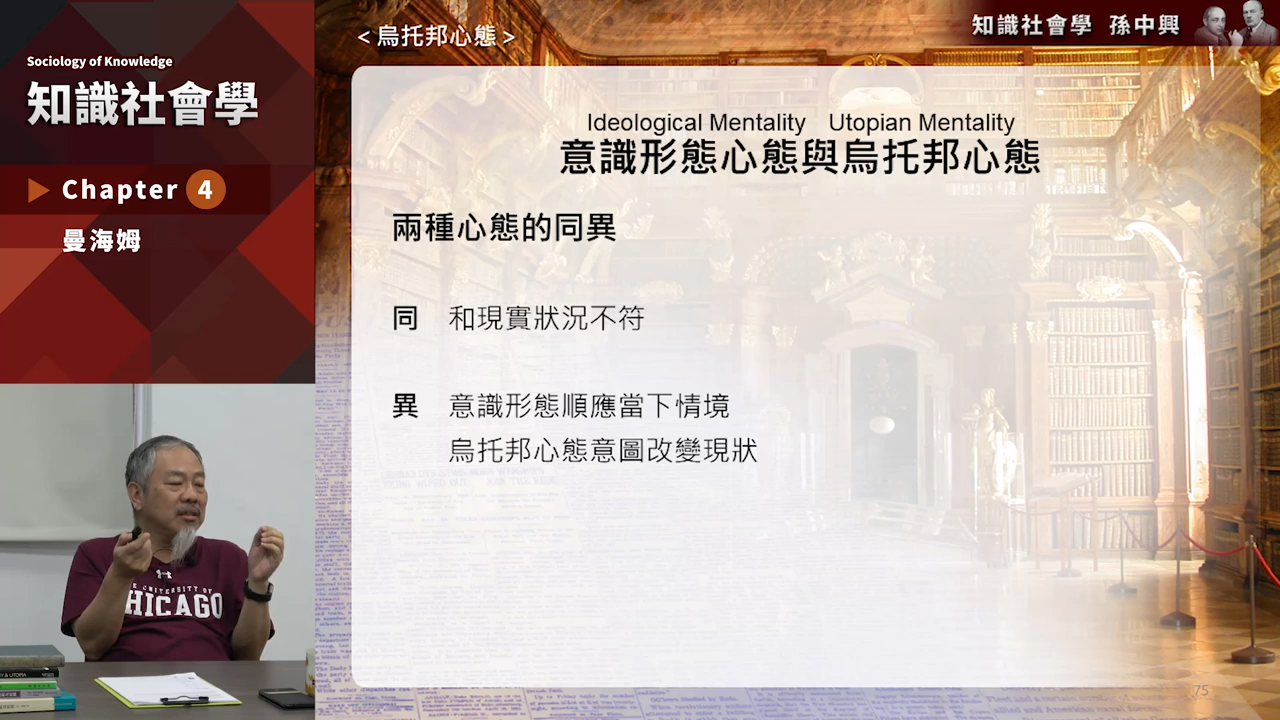 Sociology of Knowledge
知識社會學
Chapter 4
曼海姆
<烏托邦心態>
知識社會學 孫中興
Ideological Mentality Utopian Mentality
意識形態心態與烏托邦心態
兩種心態的同異
同 和現實狀況不符
異 意識形態順應當下情境
烏托邦心態意圖改變現狀
75
THE UNIVERSITY OF
CHICAGO
Y & UTOPIA